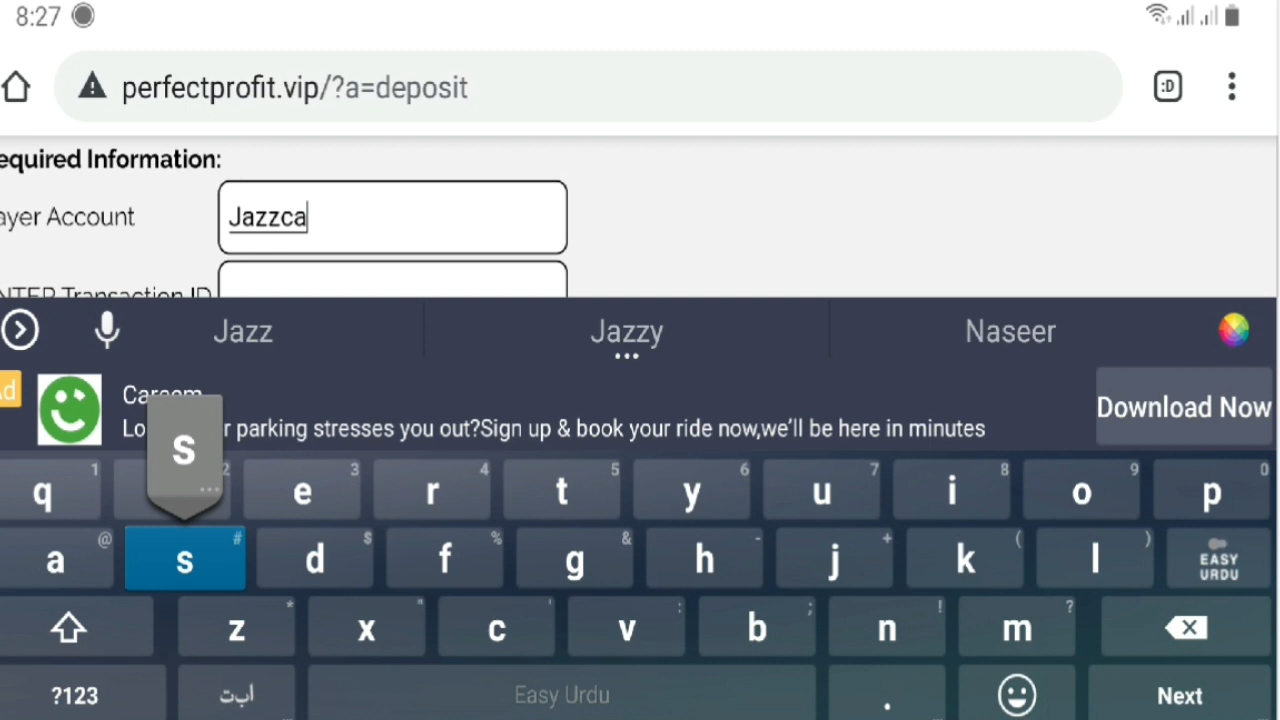 8:27
perfectprofit.vip/?a=deposit
:D
equired Information:
ayer Account
Jazzca
NTER Transaction ID
Jazz
Jazzy
Naseer
d
Careem
Lo
r parking stresses you out?Sign up & book your ride now,we'll be here in minutes
Download Now
S
q 1 2 e 3 r 4 t 5 y 6 u 7 i 8 o 9 p 0
a @ s # d $ f % g & h - j + k ( l ) EASY URDU
z * x " c ' v : b ; n ! m ?
?123 ابت Easy Urdu . Next